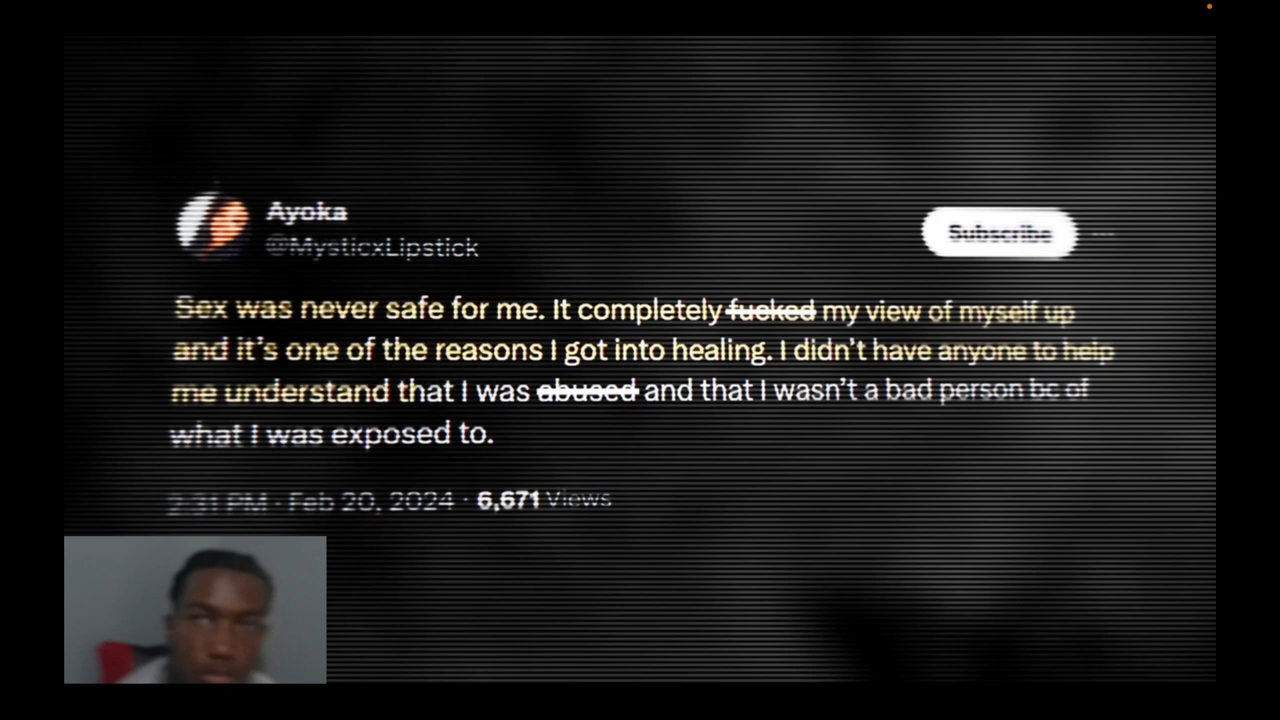 Ayoka
@MysticxLipstick
Subscribe
Sex was never safe for me. It completely fucked my view of myself up
and it's one of the reasons I got into healing. I didn't have anyone to help
me understand that I was abused and that I wasn't a bad person bc of
what I was exposed to.
2:31 PM · Feb 20, 2024 · 6,671 Views